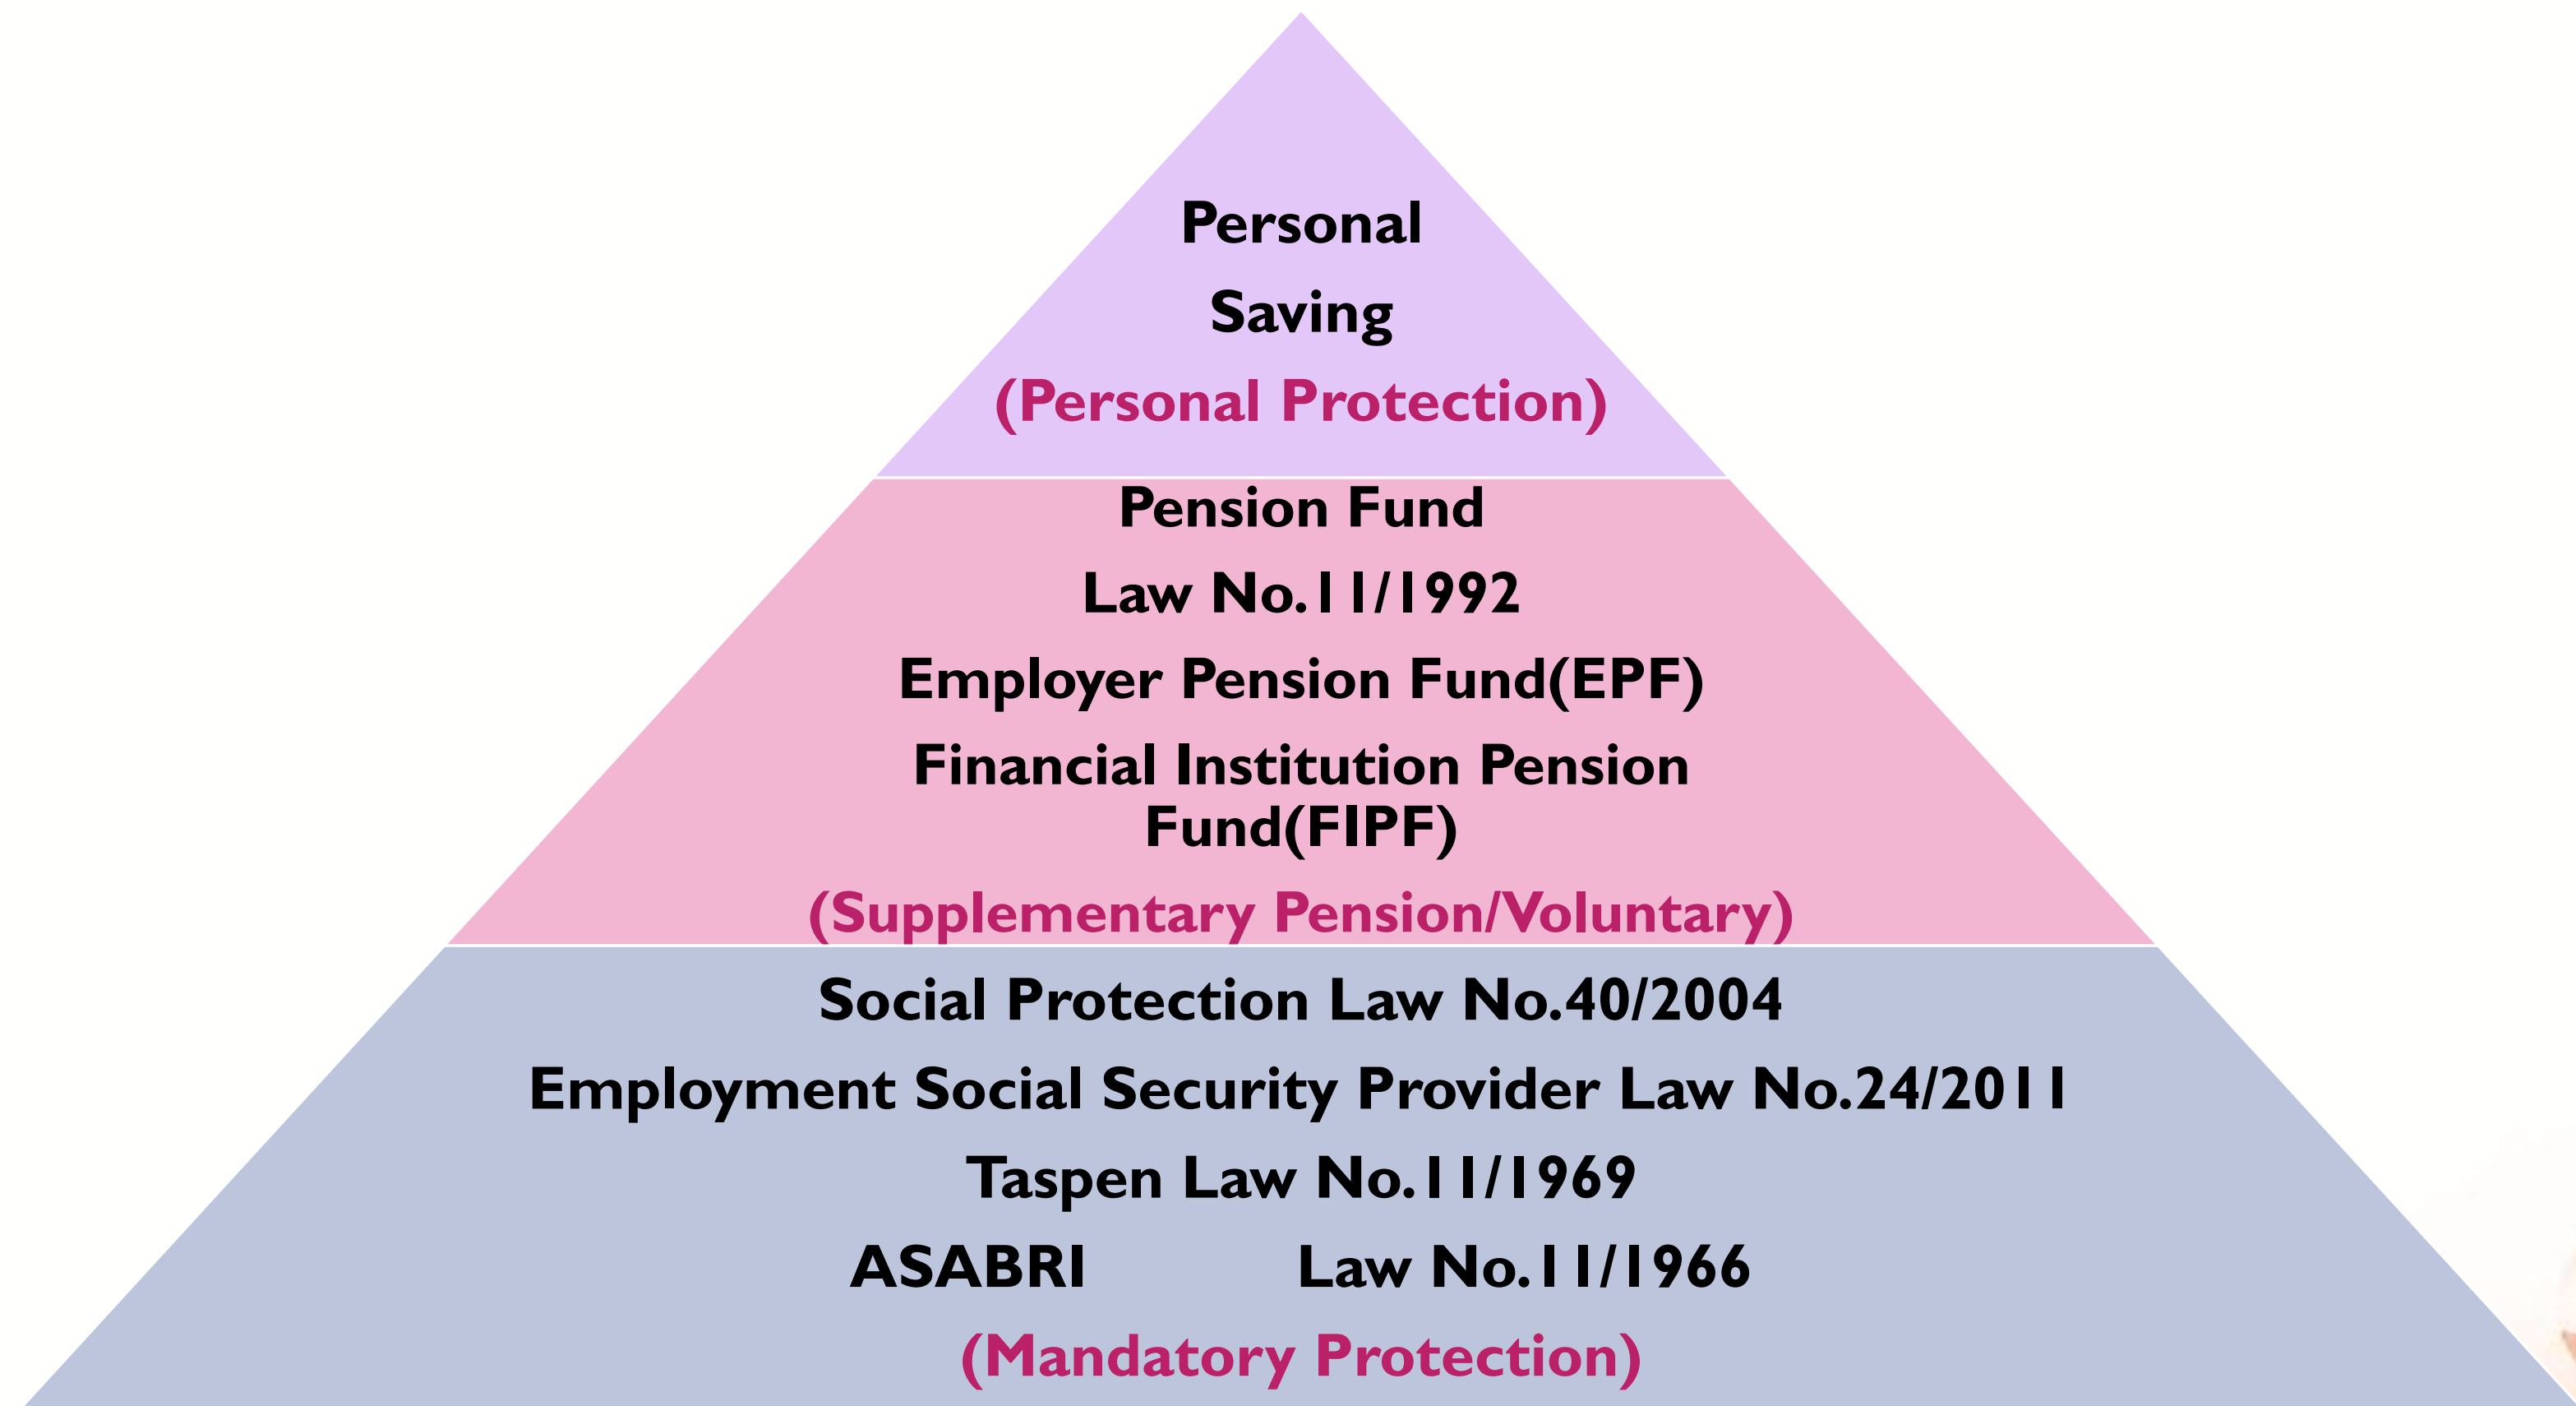 Personal
Saving
(Personal Protection)
Pension Fund
Law No.11/1992
Employer Pension Fund(EPF)
Financial Institution Pension
Fund(FIPF)
(Supplementary Pension/Voluntary)
Social Protection Law No.40/2004
Employment Social Security Provider Law No.24/2011
Taspen Law No.11/1969
ASABRI Law No.11/1966
(Mandatory Protection)